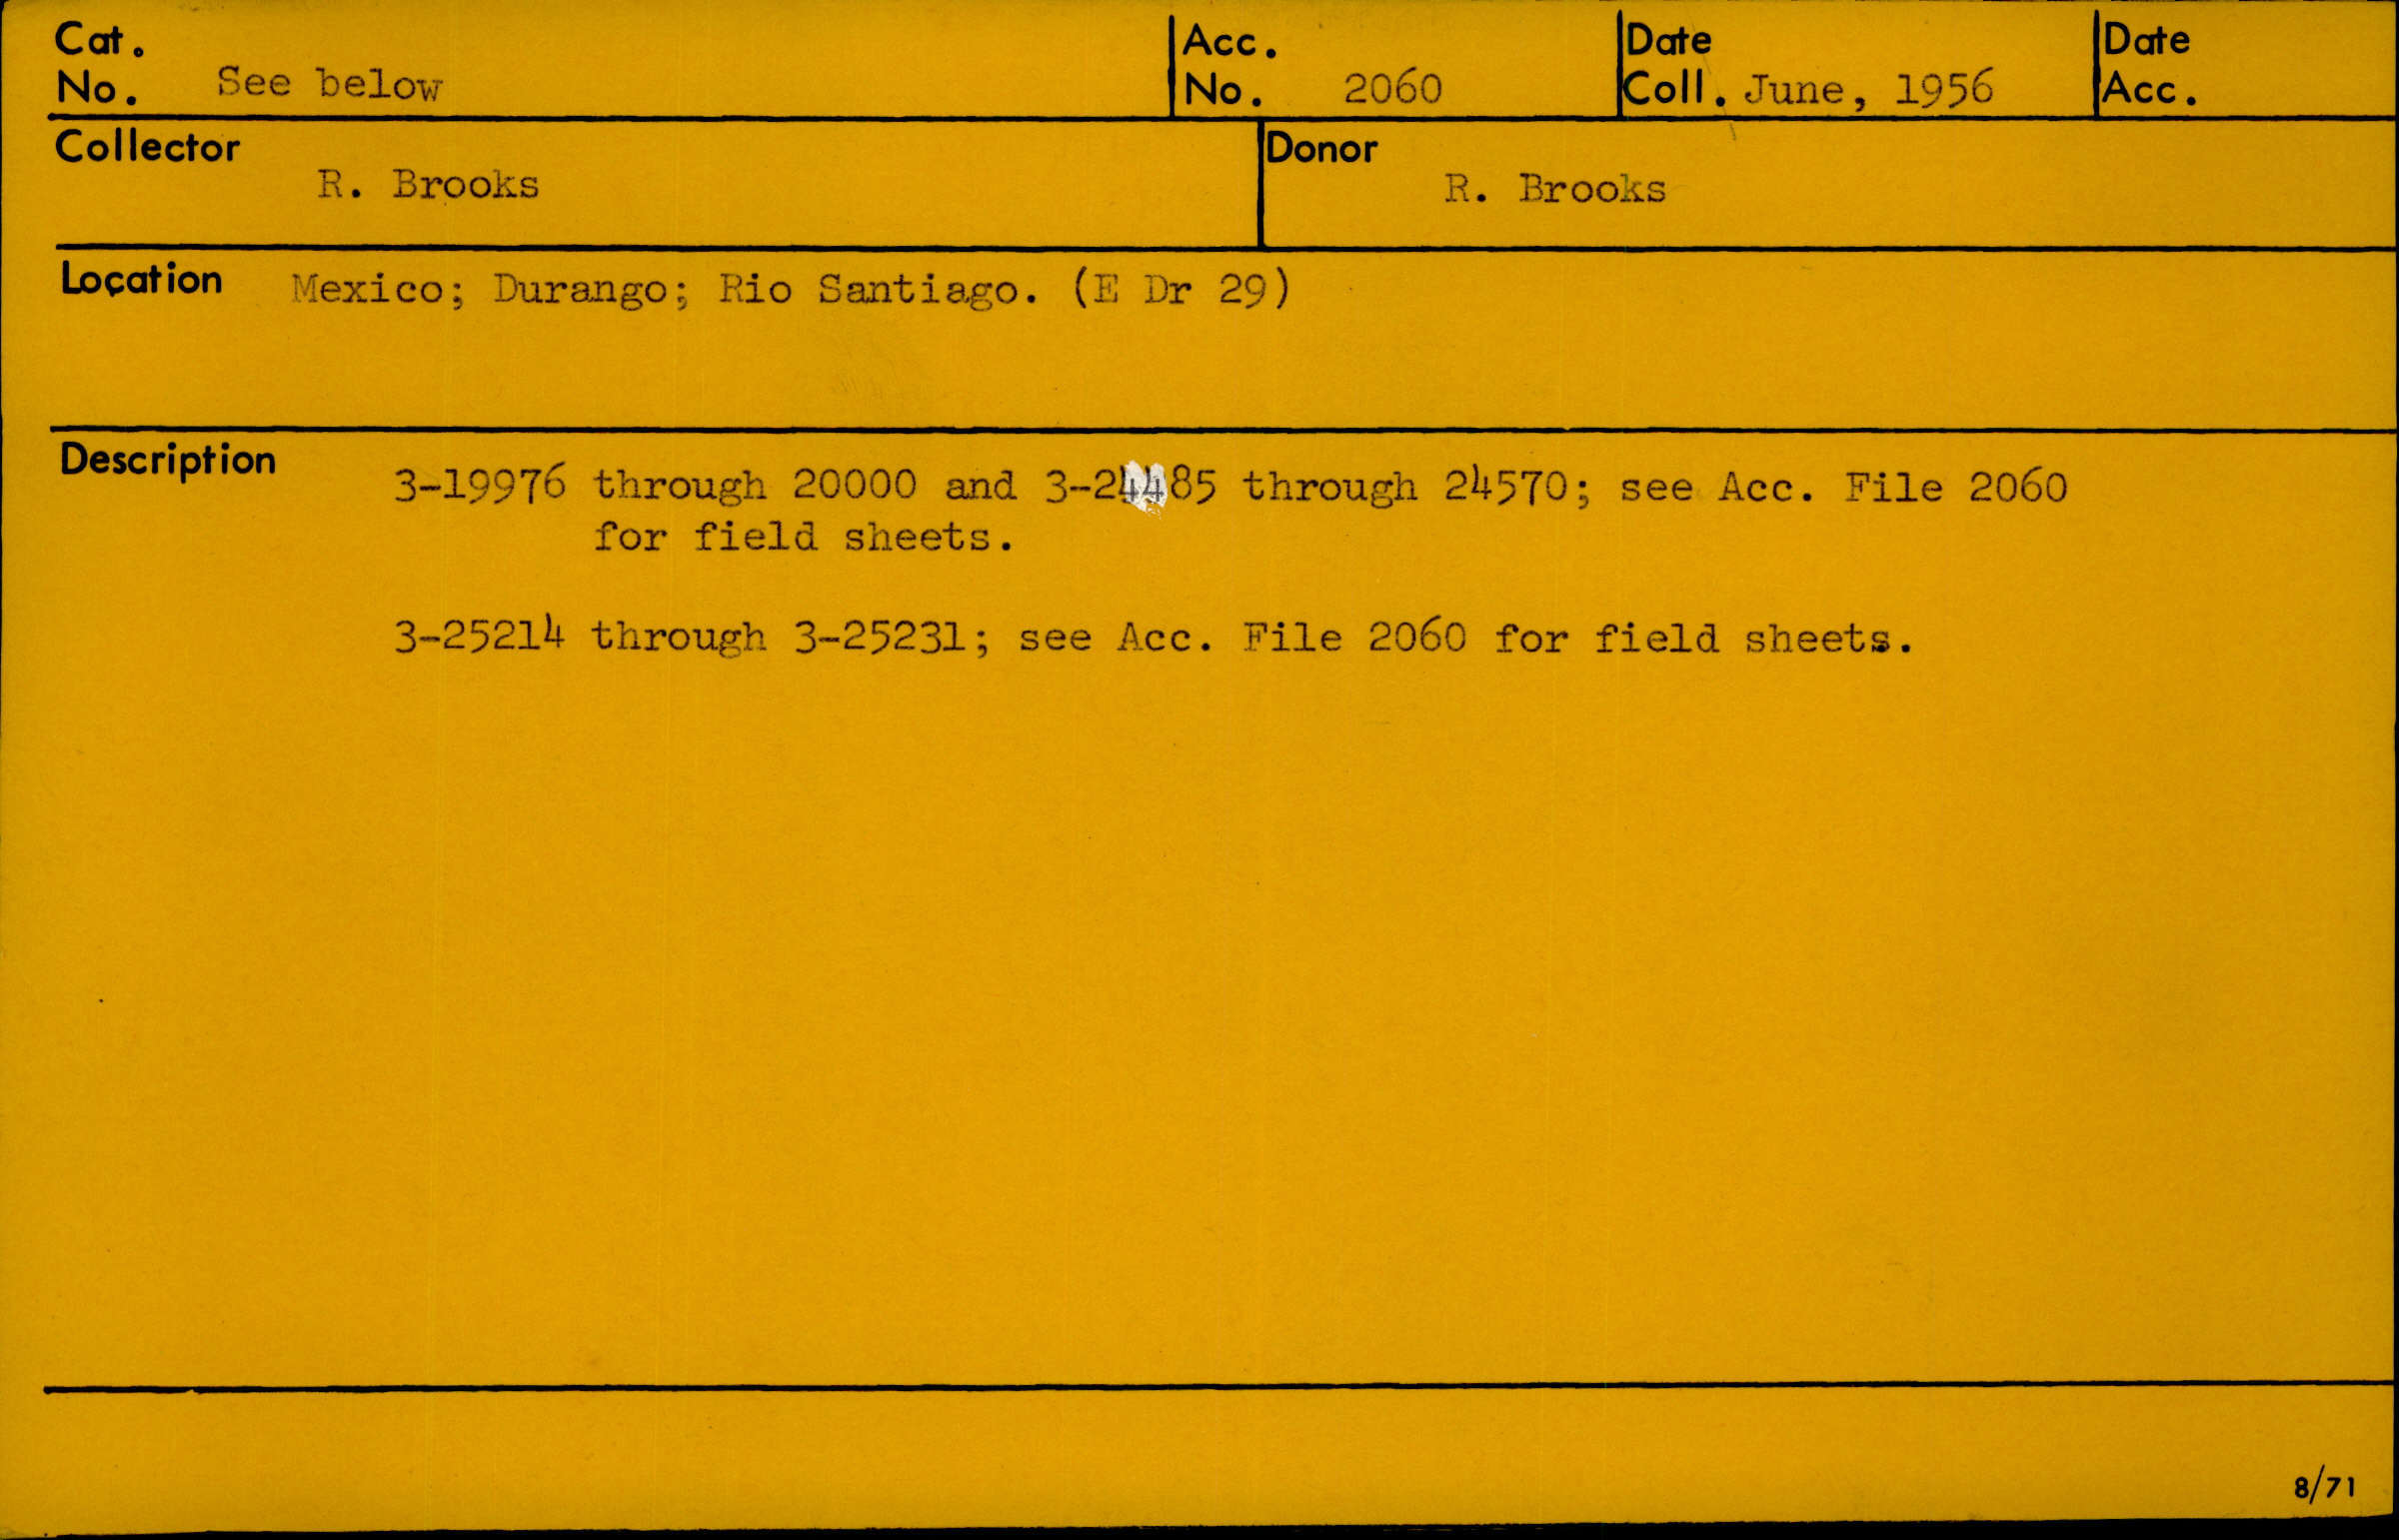 Cat. No. See below
Acc. No. 2060
Date Coll. June, 1956
Date Acc.
Collector R. Brooks
Donor R. Brooks
Location Mexico; Durango; Rio Santiago. (E Dr 29)
Description 3-19976 through 20000 and 3-24485 through 24570; see Acc. File 2060
for field sheets.
3-25214 through 3-25231; see Acc. File 2060 for field sheets.
8/71